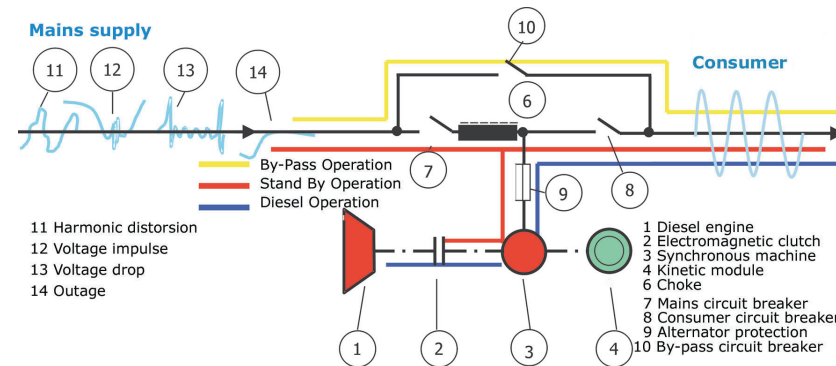 Mains supply
10
Consumer
11
12
13
14
6
By-Pass Operation
Stand By Operation
Diesel Operation
7
9
8
11 Harmonic distorsion
12 Voltage impulse
13 Voltage drop
14 Outage
1 Diesel engine
2 Electromagnetic clutch
3 Synchronous machine
4 Kinetic module
6 Choke
7 Mains circuit breaker
8 Consumer circuit breaker
9 Alternator protection
10 By-pass circuit breaker
1
2
3
4